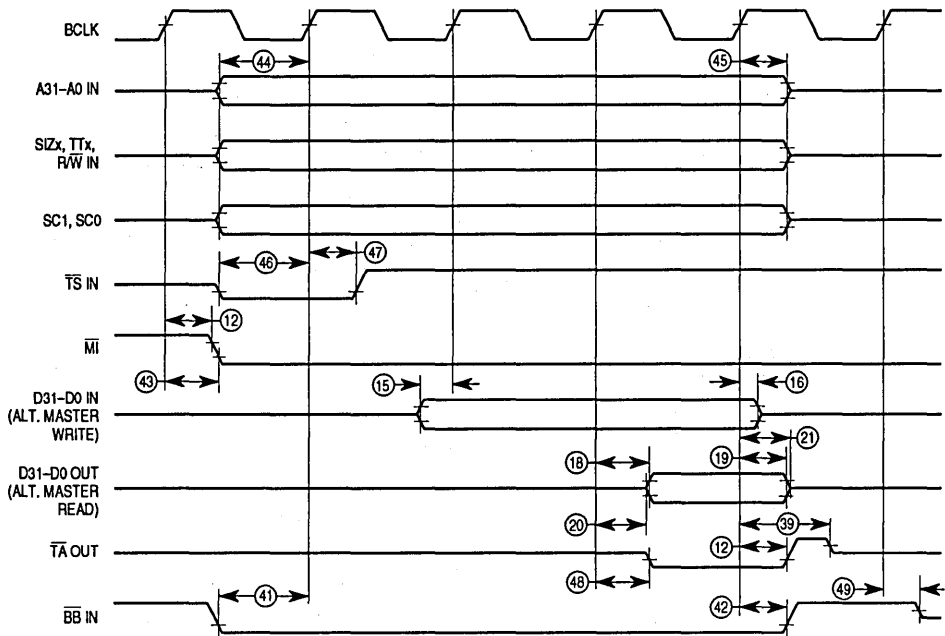 BCLK
44
45
A31–A0 IN
SIZx, TTx,
R/W IN
SC1, SC0
46
47
TS IN
12
MI
43
15
16
D31–D0 IN
(ALT. MASTER
WRITE)
21
18
19
D31–D0 OUT
(ALT. MASTER
READ)
20
39
TA OUT
12
48
49
41
42
BB IN